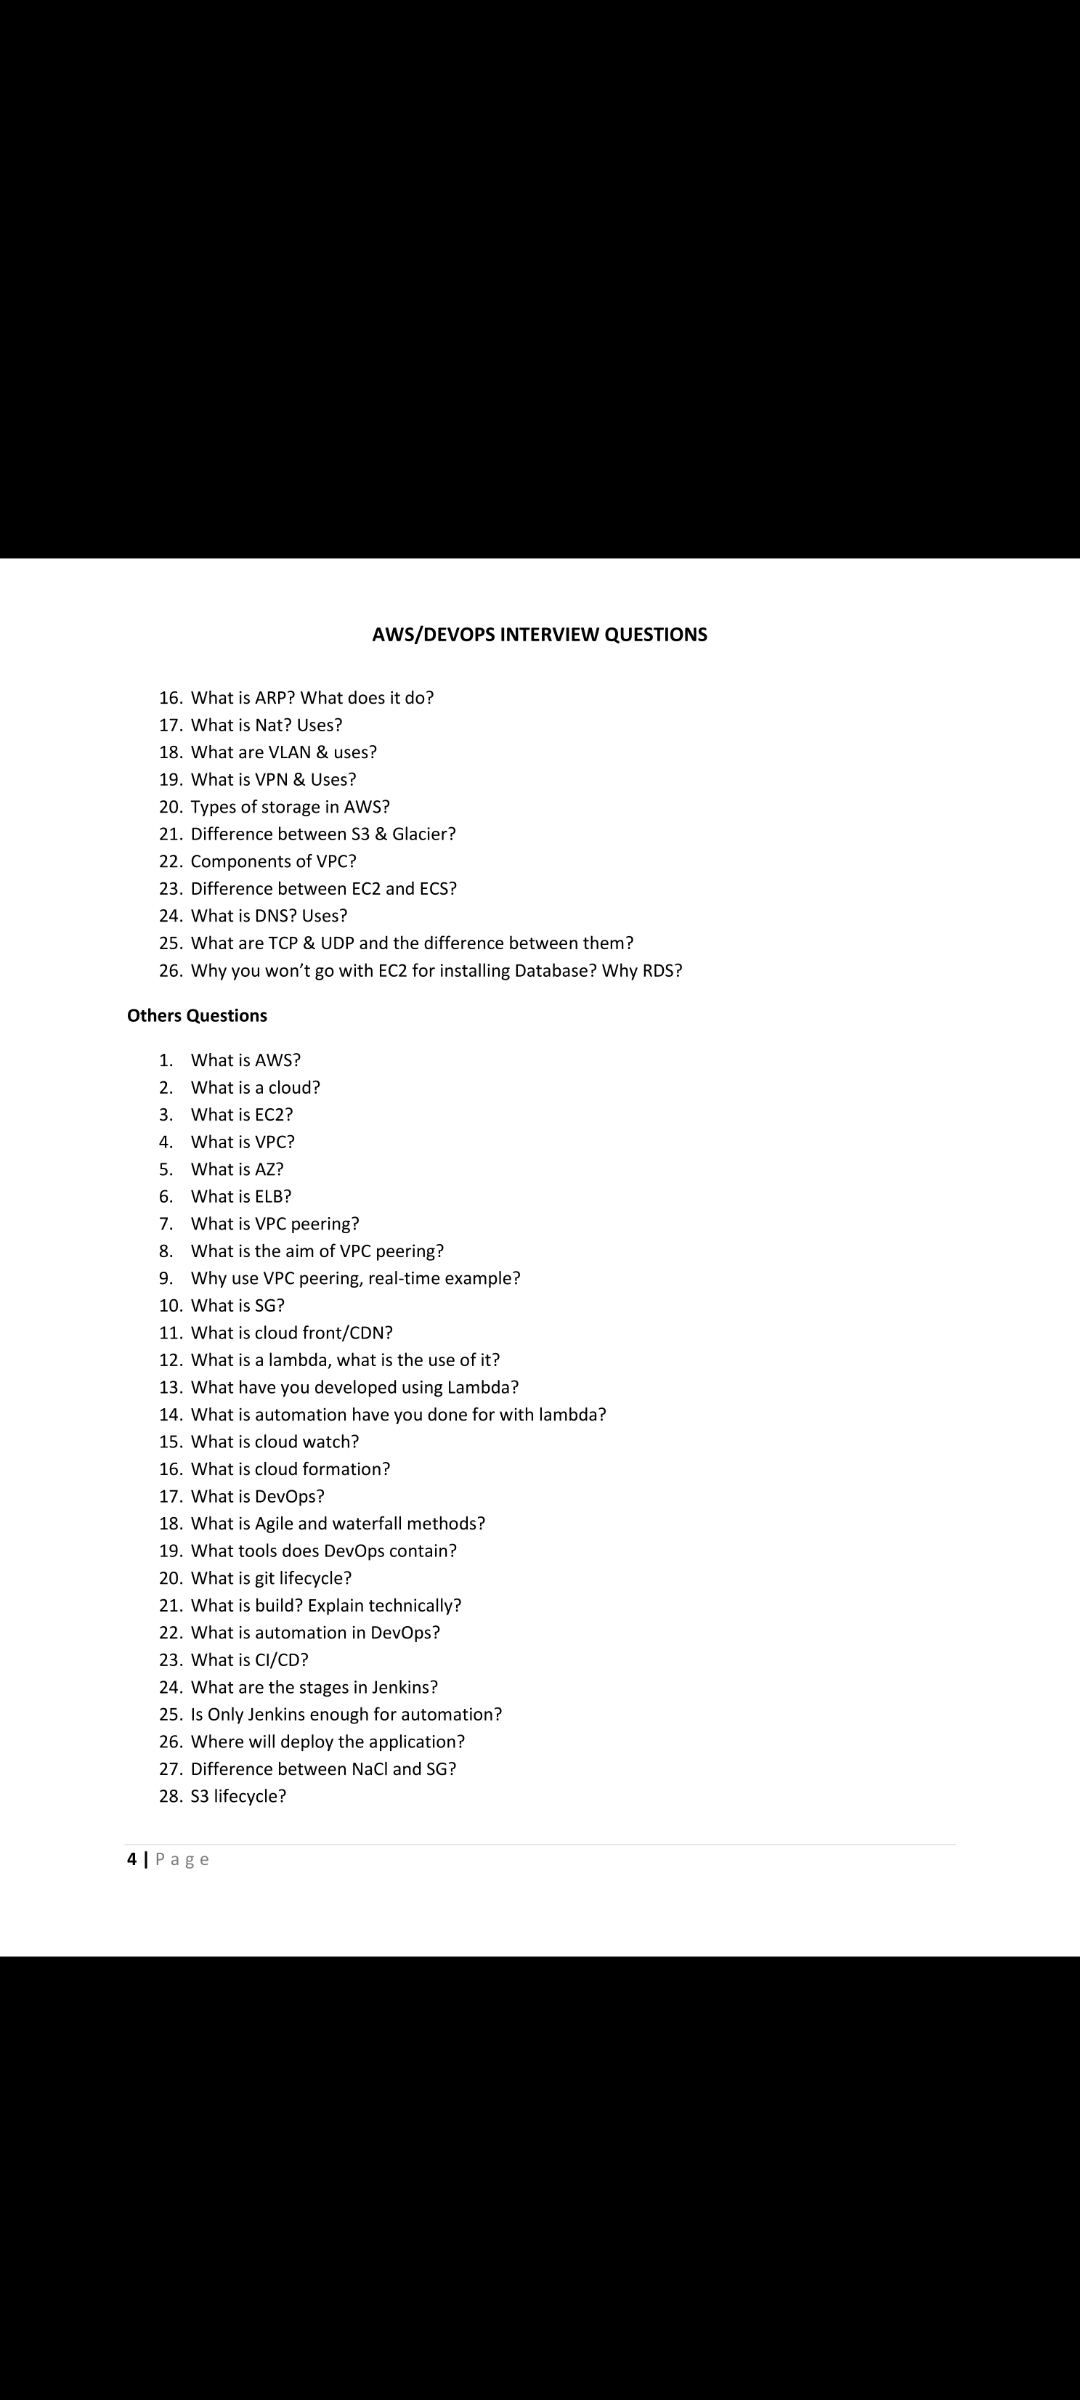 AWS/DEVOPS INTERVIEW QUESTIONS
16. What is ARP? What does it do?
17. What is Nat? Uses?
18. What are VLAN & uses?
19. What is VPN & Uses?
20. Types of storage in AWS?
21. Difference between S3 & Glacier?
22. Components of VPC?
23. Difference between EC2 and ECS?
24. What is DNS? Uses?
25. What are TCP & UDP and the difference between them?
26. Why you won’t go with EC2 for installing Database? Why RDS?
Others Questions
1. What is AWS?
2. What is a cloud?
3. What is EC2?
4. What is VPC?
5. What is AZ?
6. What is ELB?
7. What is VPC peering?
8. What is the aim of VPC peering?
9. Why use VPC peering, real-time example?
10. What is SG?
11. What is cloud front/CDN?
12. What is a lambda, what is the use of it?
13. What have you developed using Lambda?
14. What is automation have you done for with lambda?
15. What is cloud watch?
16. What is cloud formation?
17. What is DevOps?
18. What is Agile and waterfall methods?
19. What tools does DevOps contain?
20. What is git lifecycle?
21. What is build? Explain technically?
22. What is automation in DevOps?
23. What is CI/CD?
24. What are the stages in Jenkins?
25. Is Only Jenkins enough for automation?
26. Where will deploy the application?
27. Difference between NaCl and SG?
28. S3 lifecycle?
4 | Page